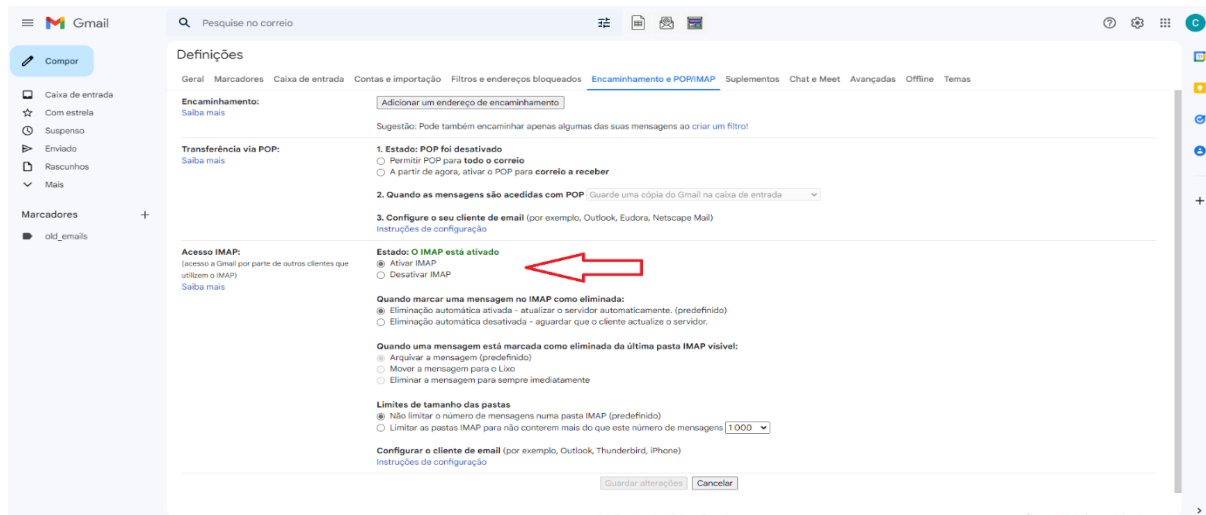 Gmail
Pesquise no correio
C
Compor
Caixa de entrada
Com estrela
Suspenso
Enviado
Rascunhos
Mais
Marcadores
old_emails
Definições
Geral Marcadores Caixa de entrada Contas e importação Filtros e endereços bloqueados Encaminhamento e POP/IMAP Suplementos Chat e Meet Avançadas Offline Temas
Encaminhamento: Adicionar um endereço de encaminhamento
Saiba mais
Sugestão: Pode também encaminhar apenas algumas das suas mensagens ao criar um filtro!
Transferência via POP: 1. Estado: POP foi desativado
Saiba mais Permitir POP para todo o correio
A partir de agora, ativar o POP para correio a receber
2. Quando as mensagens são acedidas com POP Guarde uma cópia do Gmail na caixa de entrada
3. Configure o seu cliente de email (por exemplo, Outlook, Eudora, Netscape Mail)
Instruções de configuração
Acesso IMAP: Estado: O IMAP está ativado
(acesso a Gmail por parte de outros clientes que Ativar IMAP
utilizem o IMAP) Desativar IMAP
Saiba mais
Quando marcar uma mensagem no IMAP como eliminada:
Eliminação automática ativada - atualizar o servidor automaticamente. (predefinido)
Eliminação automática desativada - aguardar que o cliente actualize o servidor.
Quando uma mensagem está marcada como eliminada da última pasta IMAP visível:
Arquivar a mensagem (predefinido)
Mover a mensagem para o Lixo
Eliminar a mensagem para sempre imediatamente
Limites de tamanho das pastas
Não limitar o número de mensagens numa pasta IMAP (predefinido)
Limitar as pastas IMAP para não conterem mais do que este número de mensagens 1 000
Configurar o cliente de email (por exemplo, Outlook, Thunderbird, iPhone)
Instruções de configuração
Guardar alterações Cancelar